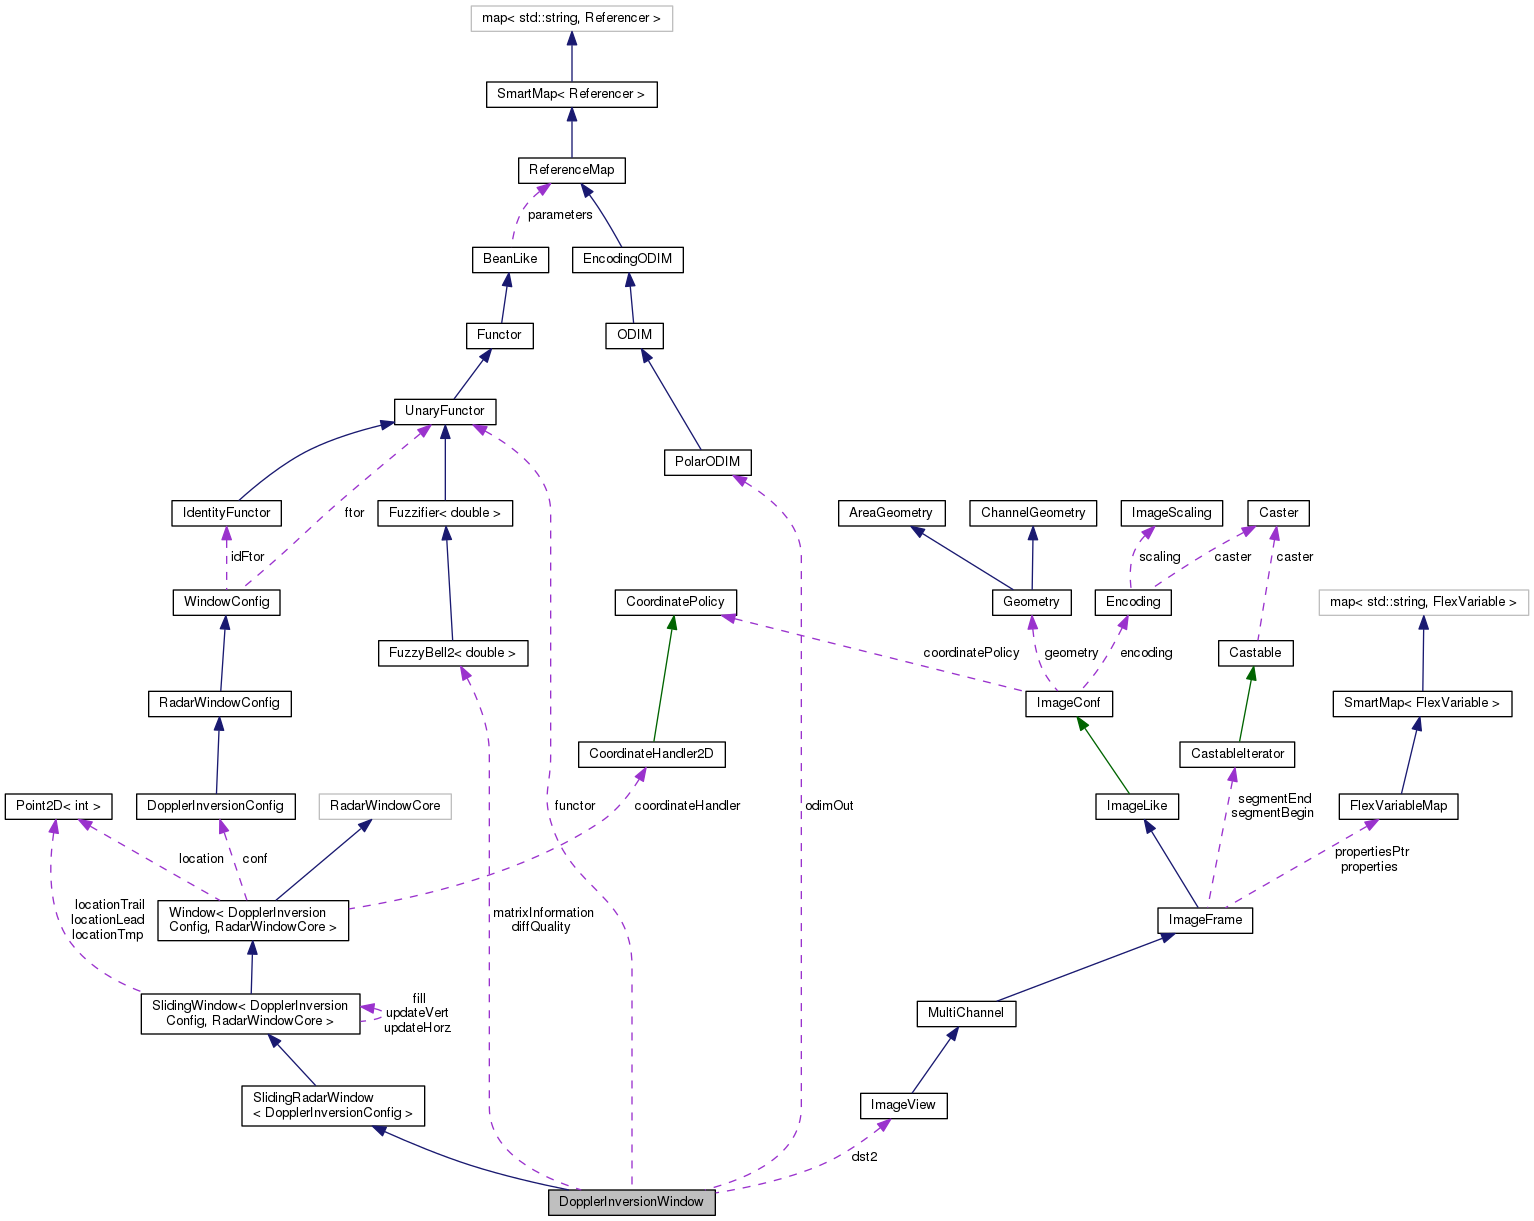 map< std::string, Referencer >
SmartMap< Referencer >
ReferenceMap
parameters
BeanLike
EncodingODIM
Functor
ODIM
UnaryFunctor
PolarODIM
IdentityFunctor
ftor
Fuzzifier< double >
AreaGeometry
ChannelGeometry
ImageScaling
Caster
idFtor
scaling
caster
caster
WindowConfig
CoordinatePolicy
Geometry
Encoding
map< std::string, FlexVariable >
FuzzyBell2< double >
coordinatePolicy
geometry
encoding
Castable
RadarWindowConfig
ImageConf
SmartMap< FlexVariable >
CoordinateHandler2D
CastableIterator
Point2D< int >
DopplerInversionConfig
RadarWindowCore
functor
coordinateHandler
odimOut
ImageLike
segmentEnd
segmentBegin
FlexVariableMap
location
conf
propertiesPtr
properties
locationTrail
locationLead
locationTmp
Window< DopplerInversion
Config, RadarWindowCore >
matrixInformation
diffQuality
ImageFrame
SlidingWindow< DopplerInversion
Config, RadarWindowCore >
fill
updateVert
updateHorz
MultiChannel
SlidingRadarWindow
< DopplerInversionConfig >
ImageView
dst2
DopplerInversionWindow